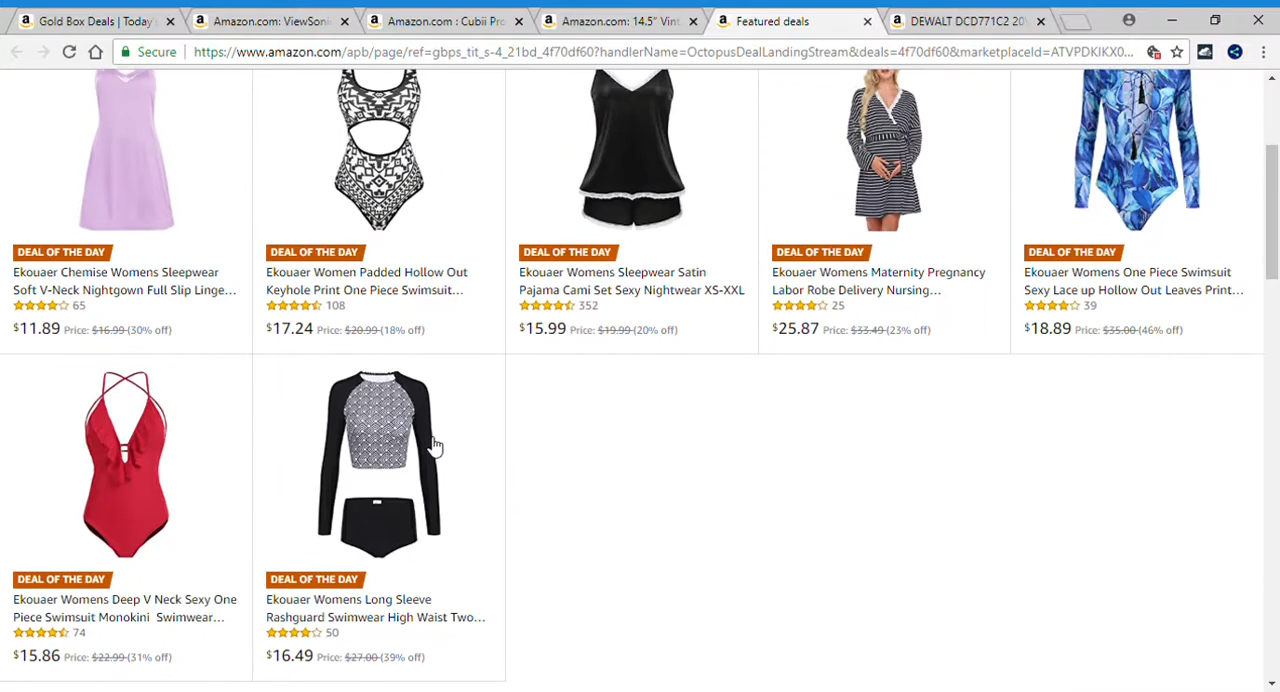 Gold Box Deals | Today's
Amazon.com: ViewSoni
Amazon.com : Cubii Pro
Amazon.com: 14.5" Vint
Featured deals
DEWALT DCD771C2 20V
Secure
https://www.amazon.com/apb/page/ref=gbps_tit_s-4_21bd_4f70df60?handlerName=OctopusDealLandingStream&deals=4f70df60&marketplaceId=ATVPDKIKX0...
DEAL OF THE DAY
Ekouaer Chemise Womens Sleepwear
Soft V-Neck Nightgown Full Slip Linge...
65
$11.89 Price: $16.99 (30% off)
DEAL OF THE DAY
Ekouaer Women Padded Hollow Out
Keyhole Print One Piece Swimsuit...
108
$17.24 Price: $20.99 (18% off)
DEAL OF THE DAY
Ekouaer Womens Sleepwear Satin
Pajama Cami Set Sexy Nightwear XS-XXL
352
$15.99 Price: $19.99 (20% off)
DEAL OF THE DAY
Ekouaer Womens Maternity Pregnancy
Labor Robe Delivery Nursing...
25
$25.87 Price: $33.49 (23% off)
DEAL OF THE DAY
Ekouaer Womens One Piece Swimsuit
Sexy Lace up Hollow Out Leaves Print...
39
$18.89 Price: $35.00 (46% off)
DEAL OF THE DAY
Ekouaer Womens Deep V Neck Sexy One
Piece Swimsuit Monokini Swimwear...
74
$15.86 Price: $22.99 (31% off)
DEAL OF THE DAY
Ekouaer Womens Long Sleeve
Rashguard Swimwear High Waist Two...
50
$16.49 Price: $27.00 (39% off)